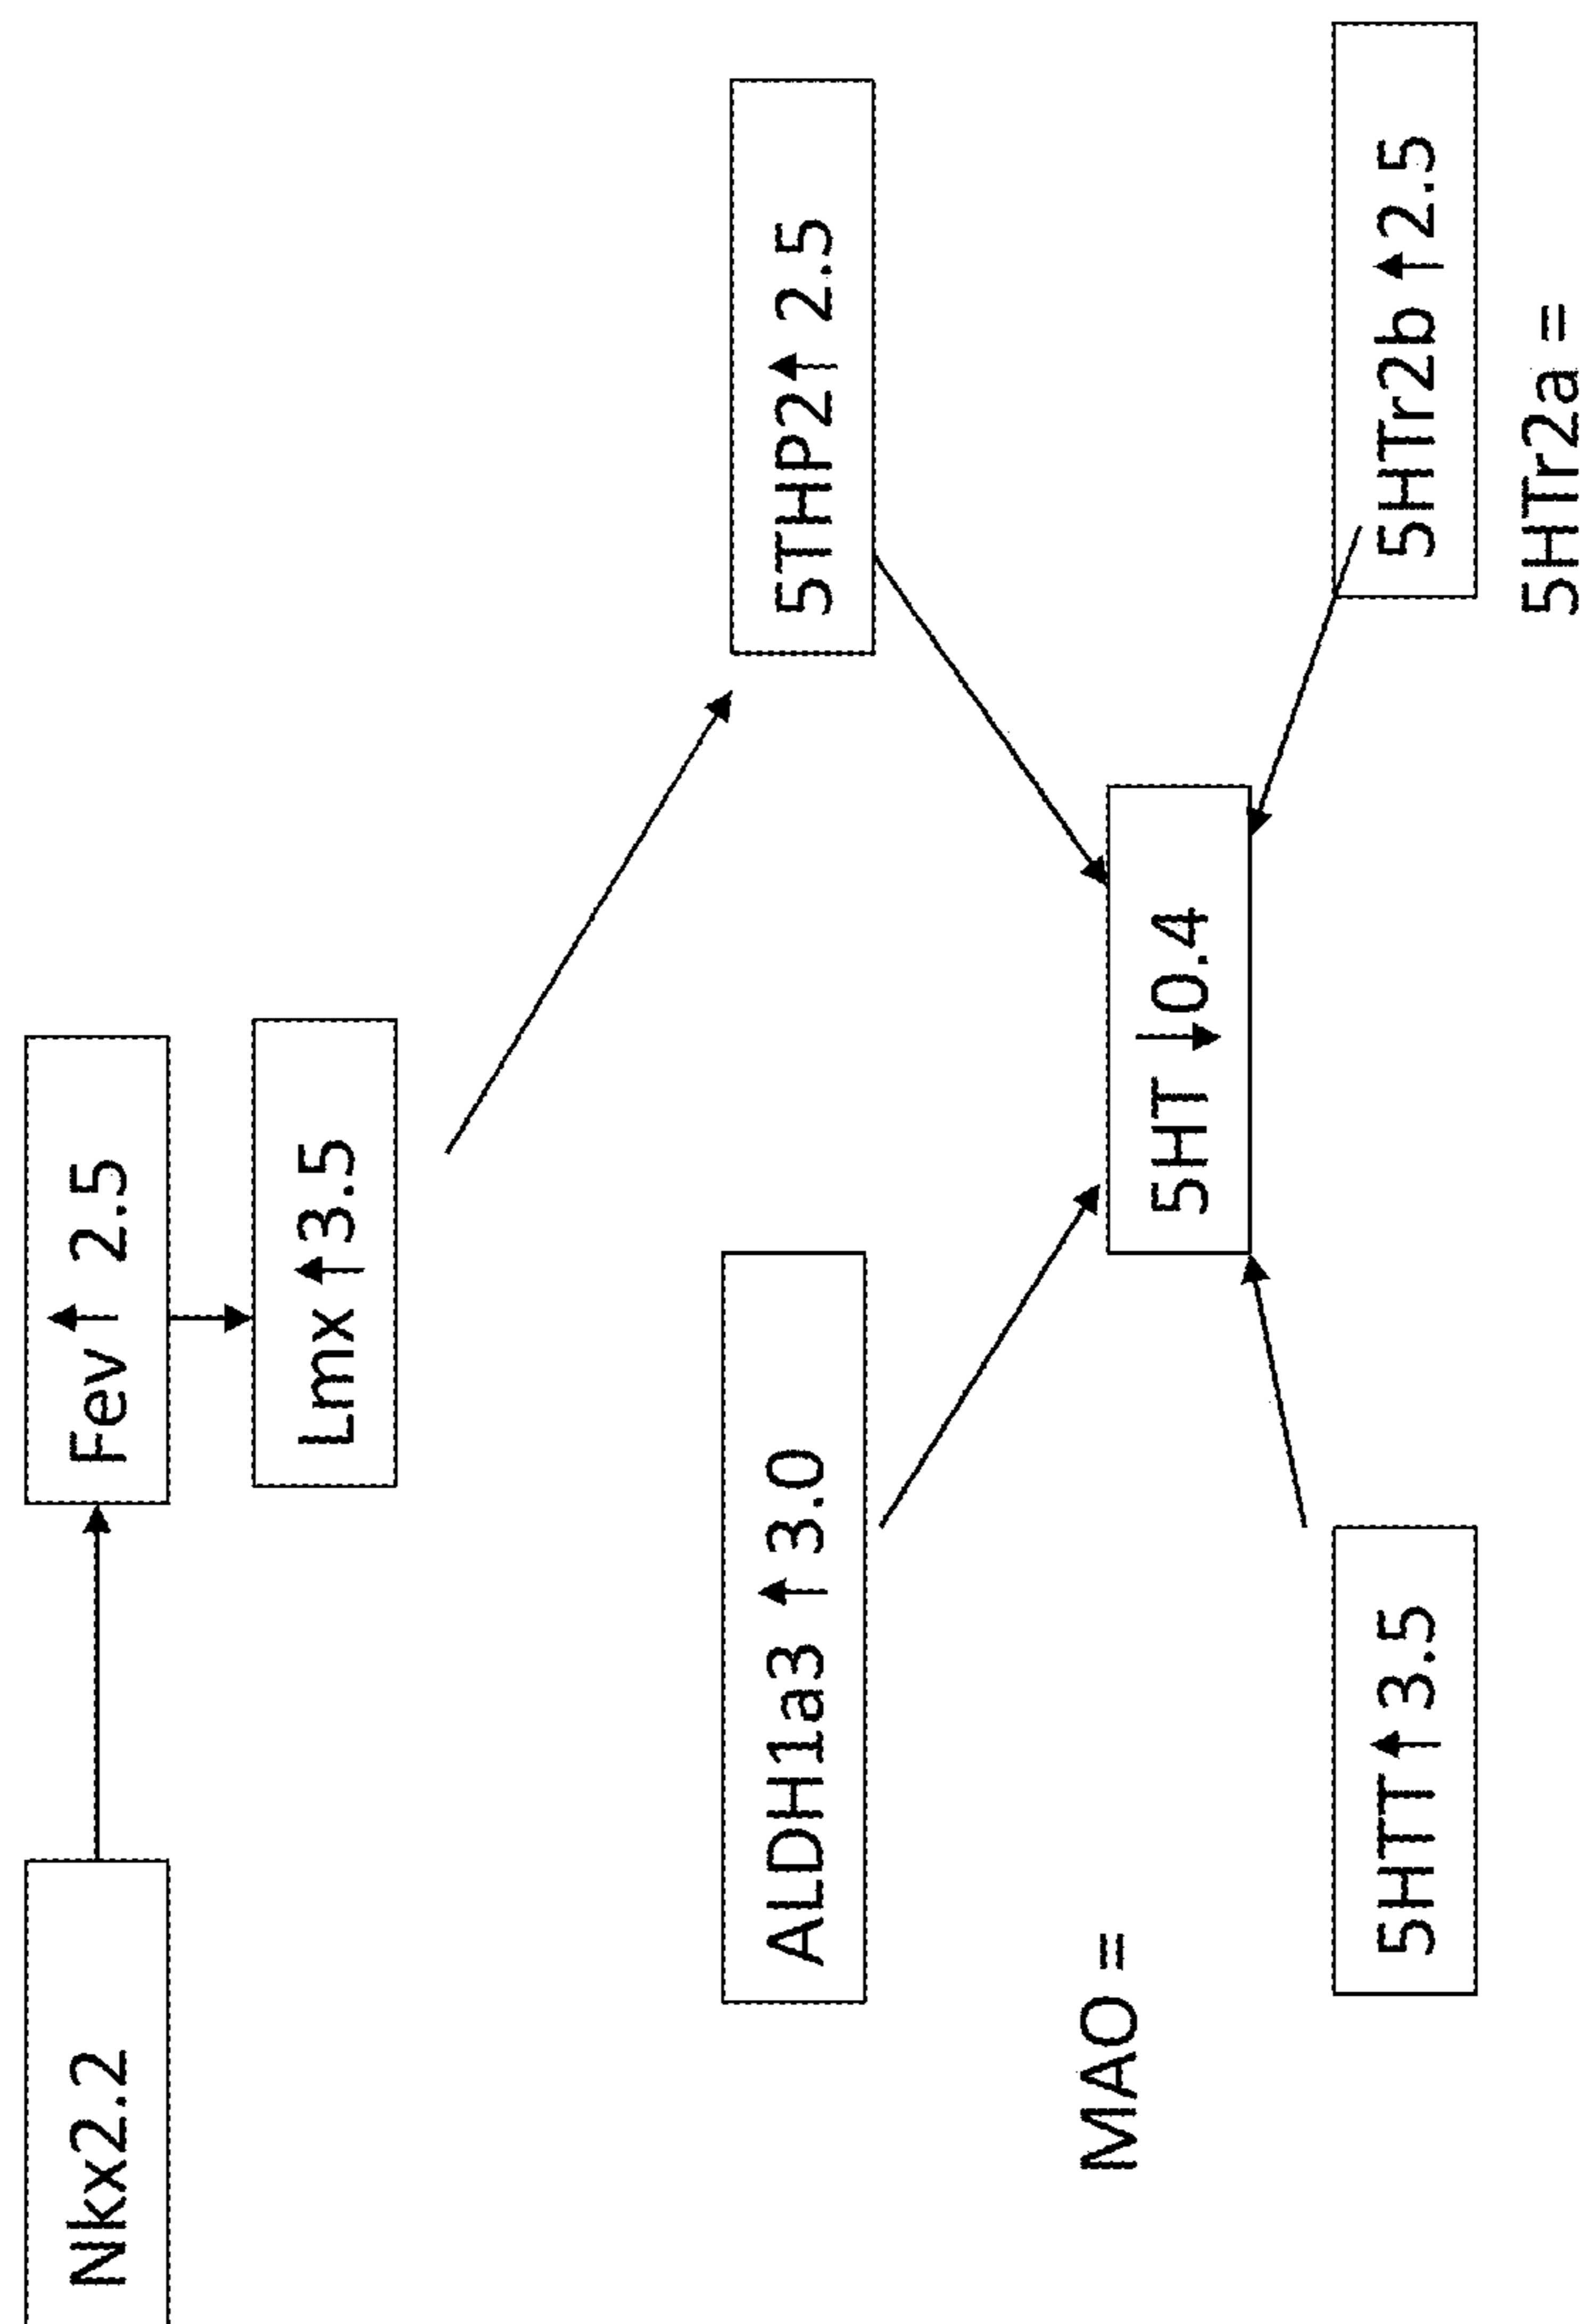 Nkx2.2
Fev↑ 2.5
Lmx ↑3.5
ALDH1a3 ↑3.0
5THP2↑ 2.5
MAO =
5HT ↓0.4
5HTT↑3.5
5HTr2b ↑2.5
5HTr2a =